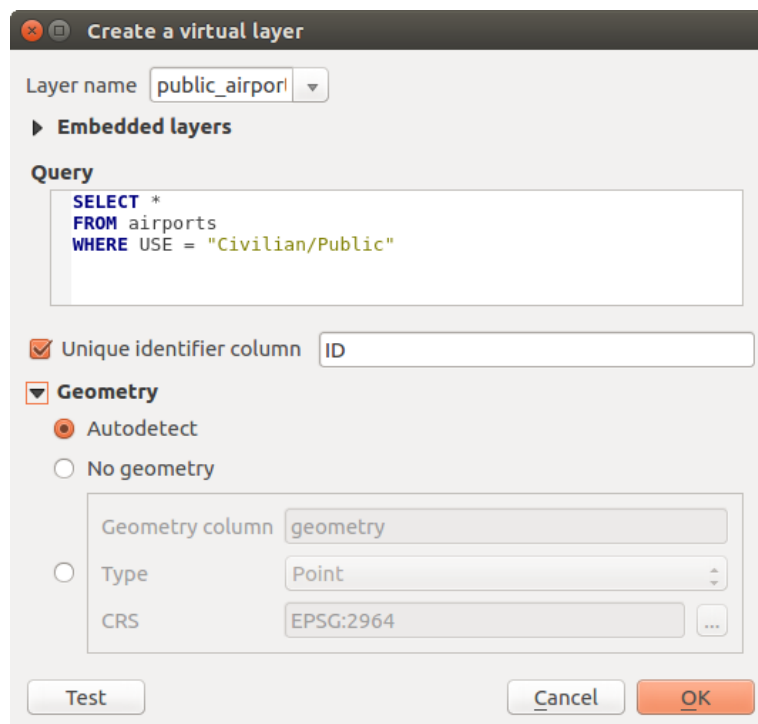 Create a virtual layer
Layer name public_airport
Embedded layers
Query
SELECT *
FROM airports
WHERE USE = "Civilian/Public"
Unique identifier column ID
Geometry
Autodetect
No geometry
Geometry column geometry
Type Point
CRS EPSG:2964 ...
Test Cancel OK